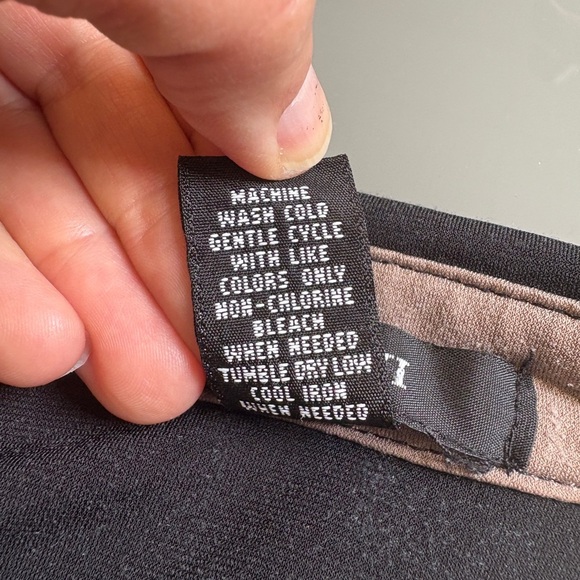 MACHINE
WASH COLD
GENTLE CYCLE
WITH LIKE
COLORS ONLY
NON-CHLORINE
BLEACH
WHEN NEEDED
TUMBLE DRY LOW
COOL IRON
WHEN NEEDED